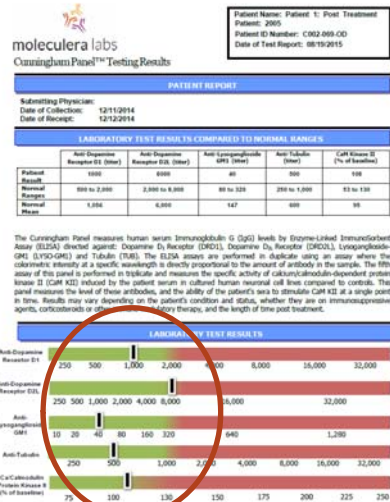 Patient Name: Patient 1: Post Treatment
Patient: 2005
Patient ID Number: C002-069-OD
Date of Test Report: 08/19/2015
moleculera labs
Cunningham Panel™ Testing Results
PATIENT REPORT
Submitting Physician:
Date of Collection: 12/11/2014
Date of Receipt: 12/12/2014
LABORATORY TEST RESULTS COMPARED TO NORMAL RANGES
Anti-Dopamine Receptor D1 (titer) Anti-Dopamine Receptor D2L (titer) Anti-Lysoganglioside GM1 (titer) Anti-Tubulin (titer) CaM Kinase II (% of baseline)
Patient Result 1000 8000 40 500 108
Normal Ranges 500 to 2,000 2,000 to 8,000 80 to 320 250 to 1,000 53 to 130
Normal Mean 1,056 6,000 147 609 95
The Cunningham Panel measures human serum Immunoglobulin G (IgG) levels by Enzyme-Linked ImmunoSorbent
Assay (ELISA) directed against: Dopamine D1 Receptor (DRD1), Dopamine D2L Receptor (DRD2L), Lysoganglioside-
GM1 (LYSO-GM1) and Tubulin (TUB). The ELISA assays are performed in duplicate using an assay where the
colorimetric intensity at a specific wavelength is directly proportional to the amount of antibody in the sample. The fifth
assay of this panel is performed in triplicate and measures the specific activity of calcium/calmodulin-dependent protein
kinase II (CaM KII) induced by the patient serum in cultured human neuronal cell lines compared to controls. This
panel measures the level of these antibodies, and the ability of the patient's sera to stimulate CaM KII at a single point
in time. Results may vary depending on the patient's condition and status, whether they are on immunosuppressive
agents, corticosteroids or other therapy, and the length of time post treatment.
LABORATORY TEST RESULTS
Anti-Dopamine
Receptor D1
250 500 1,000 2,000 4,000 8,000 16,000 32,000
Anti-Dopamine
Receptor D2L
250 500 1,000 2,000 4,000 8,000 16,000 32,000
Anti-
Lysoganglioside
GM1
10 20 40 80 160 320 640 1,280
Anti-Tubulin
250 500 1,000 2,000 4,000 8,000 16,000 32,000
Ca/Calmodulin
Protein Kinase II
(% of baseline)
75 100 130 150 175 200 225 250